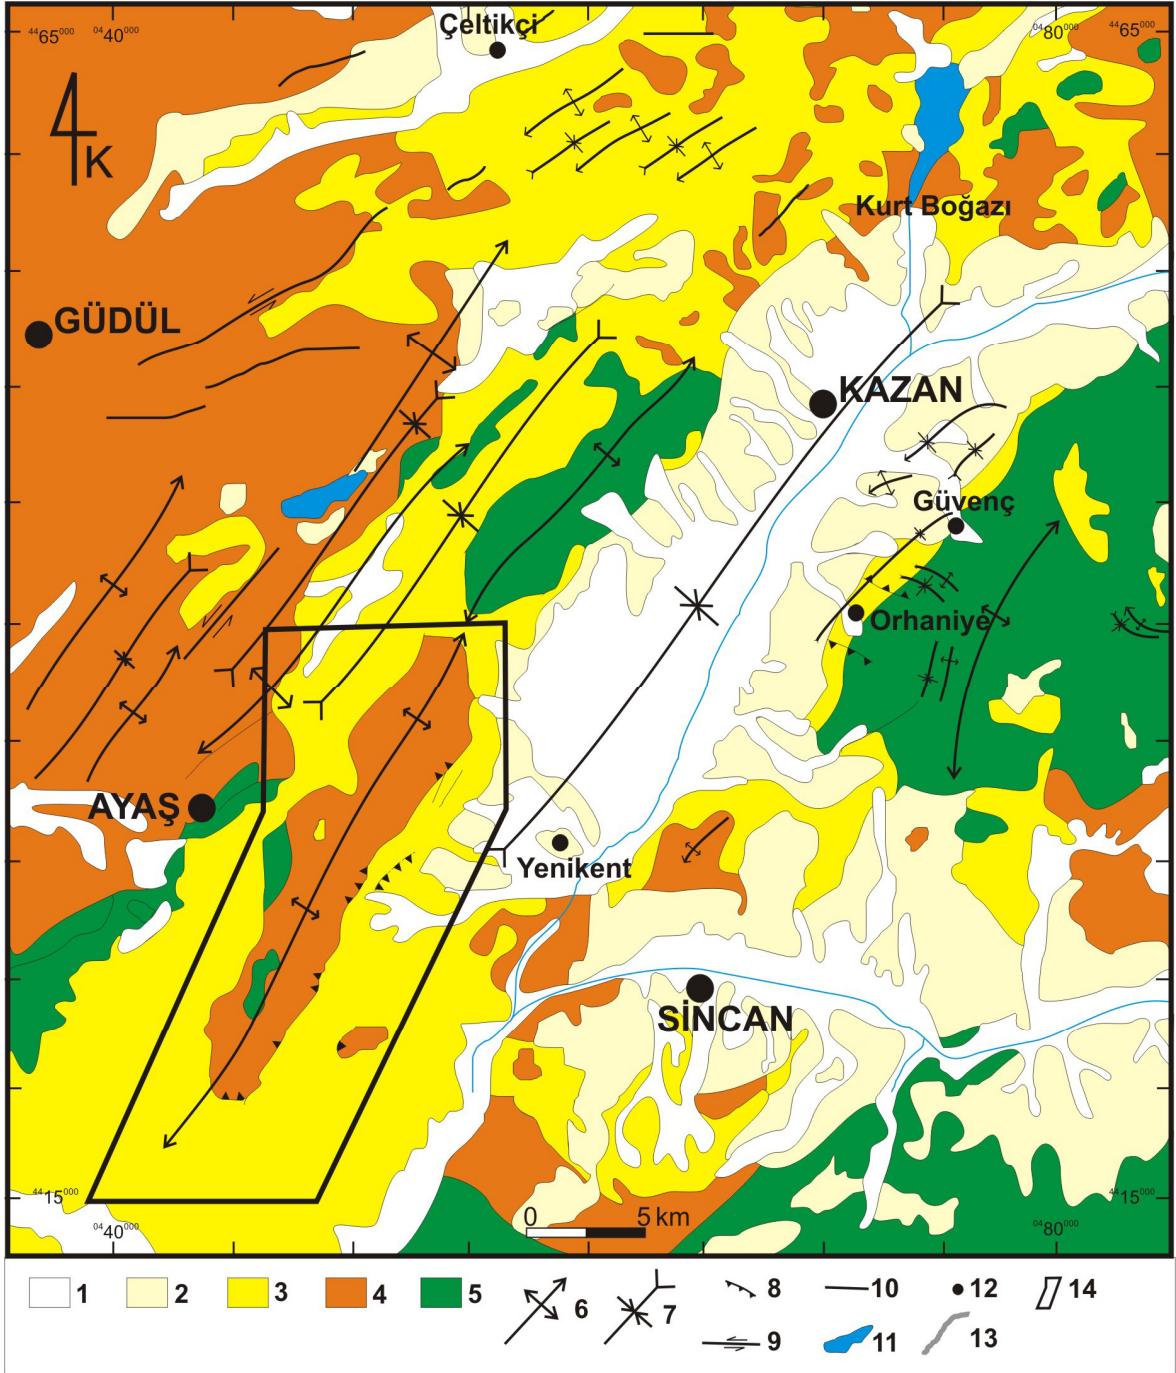 4465000 0440000
Çeltikçi
0480000 4465000
K
Kurt Boğazı
GÜDÜL
KAZAN
Güvenç
Orhaniye
AYAŞ
Yenikent
SİNCAN
4415000
0440000
0 5 km
4415000
0480000
1 2 3 4 5 6 7 8 10 12 14
9 11 13